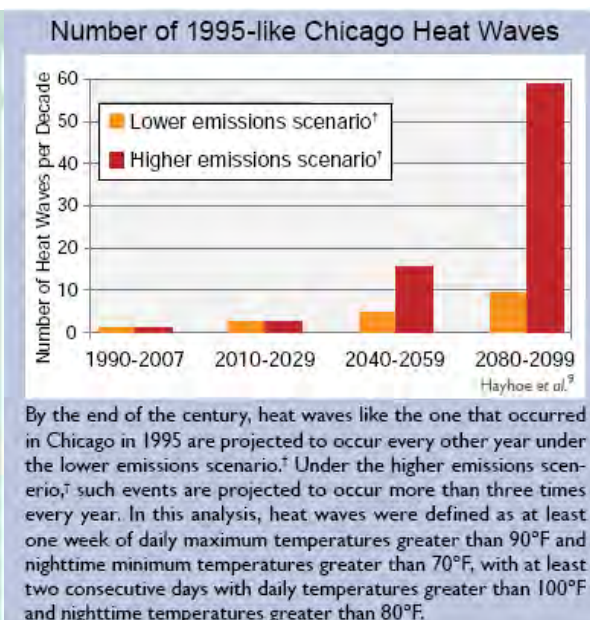 Number of 1995-like Chicago Heat Waves
Number of Heat Waves per Decade
60
50
40
30
20
10
0
Lower emissions scenario†
Higher emissions scenario†
1990-2007 2010-2029 2040-2059 2080-2099
Hayhoe et al.⁹
By the end of the century, heat waves like the one that occurred
in Chicago in 1995 are projected to occur every other year under
the lower emissions scenario.† Under the higher emissions scen-
erio,† such events are projected to occur more than three times
every year. In this analysis, heat waves were defined as at least
one week of daily maximum temperatures greater than 90°F and
nighttime minimum temperatures greater than 70°F, with at least
two consecutive days with daily temperatures greater than 100°F
and nighttime temperatures greater than 80°F.